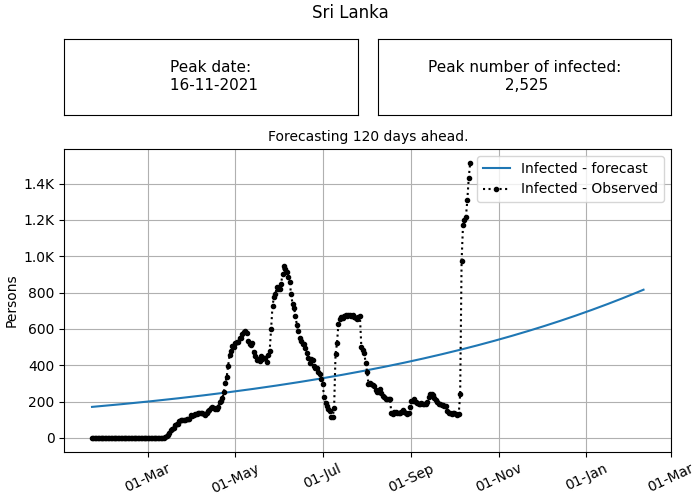 Sri Lanka
Peak date:
16-11-2021
Peak number of infected:
2,525
Forecasting 120 days ahead.
Infected - forecast
Infected - Observed
1.4K
1.2K
1.0K
800
600
400
200
0
Persons
01-Mar
01-May
01-Jul
01-Sep
01-Nov
01-Jan
01-Mar